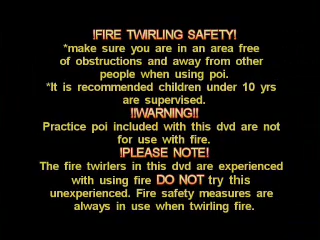 !FIRE TWIRLING SAFETY!
*make sure you are in an area free
of obstructions and away from other
people when using poi.
*It is recommended children under 10 yrs
are supervised.
!!WARNING!!
Practice poi included with this dvd are not
for use with fire.
!PLEASE NOTE!
The fire twirlers in this dvd are experienced
with using fire DO NOT try this
unexperienced. Fire safety measures are
always in use when twirling fire.